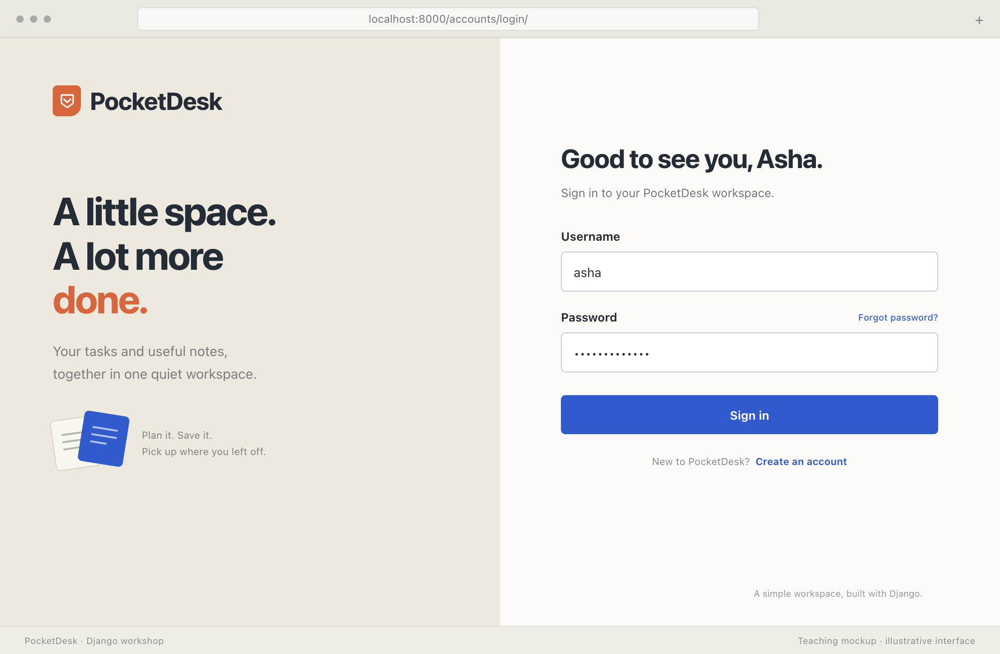 localhost:8000/accounts/login/
+
PocketDesk
A little space.
A lot more
done.
Your tasks and useful notes,
together in one quiet workspace.
Plan it. Save it.
Pick up where you left off.
Good to see you, Asha.
Sign in to your PocketDesk workspace.
Username
asha
Password
Forgot password?
•••••••••••••
Sign in
New to PocketDesk? Create an account
A simple workspace, built with Django.
PocketDesk · Django workshop
Teaching mockup · illustrative interface